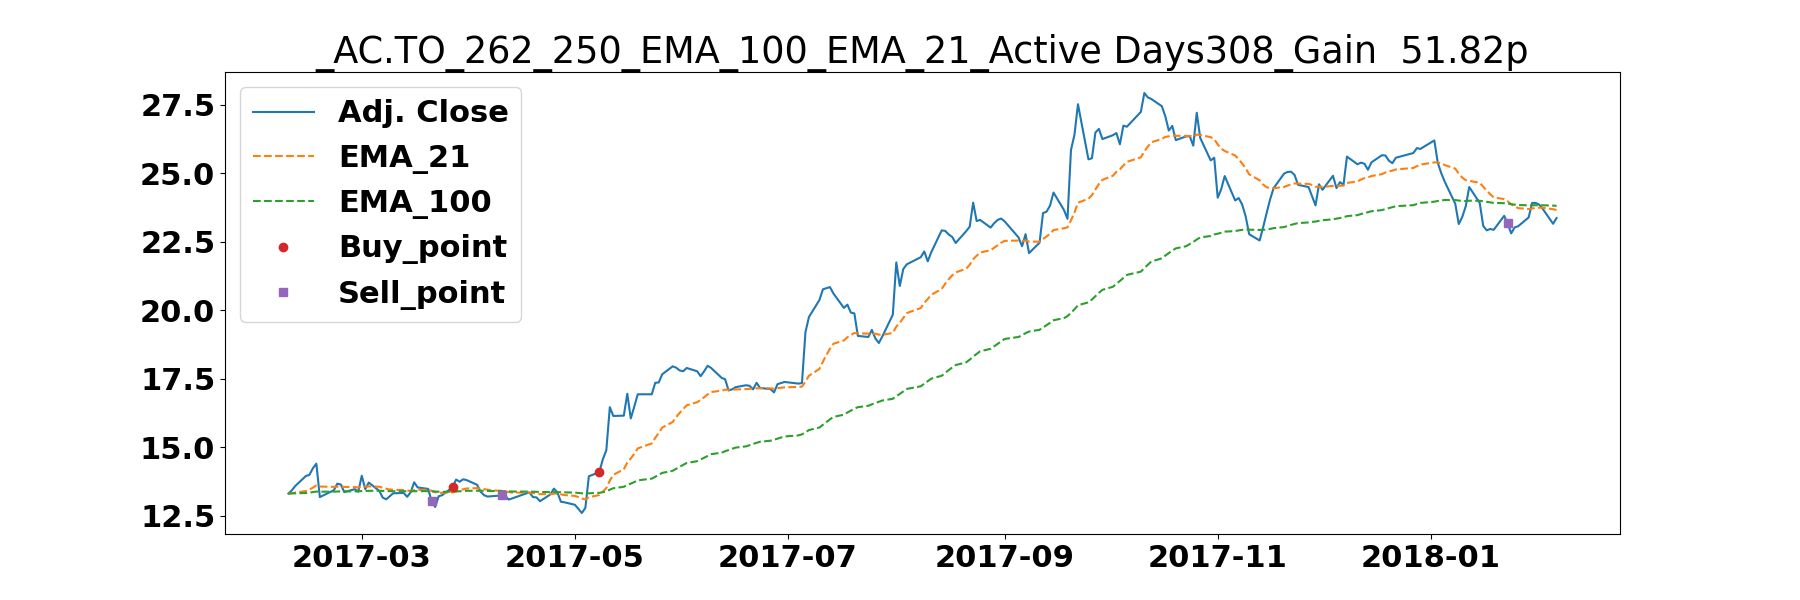 _AC.TO_262_250_EMA_100_EMA_21_Active Days308_Gain  51.82p
27.5
25.0
22.5
20.0
17.5
15.0
12.5
Adj. Close
EMA_21
EMA_100
Buy_point
Sell_point
2017-03 2017-05 2017-07 2017-09 2017-11 2018-01